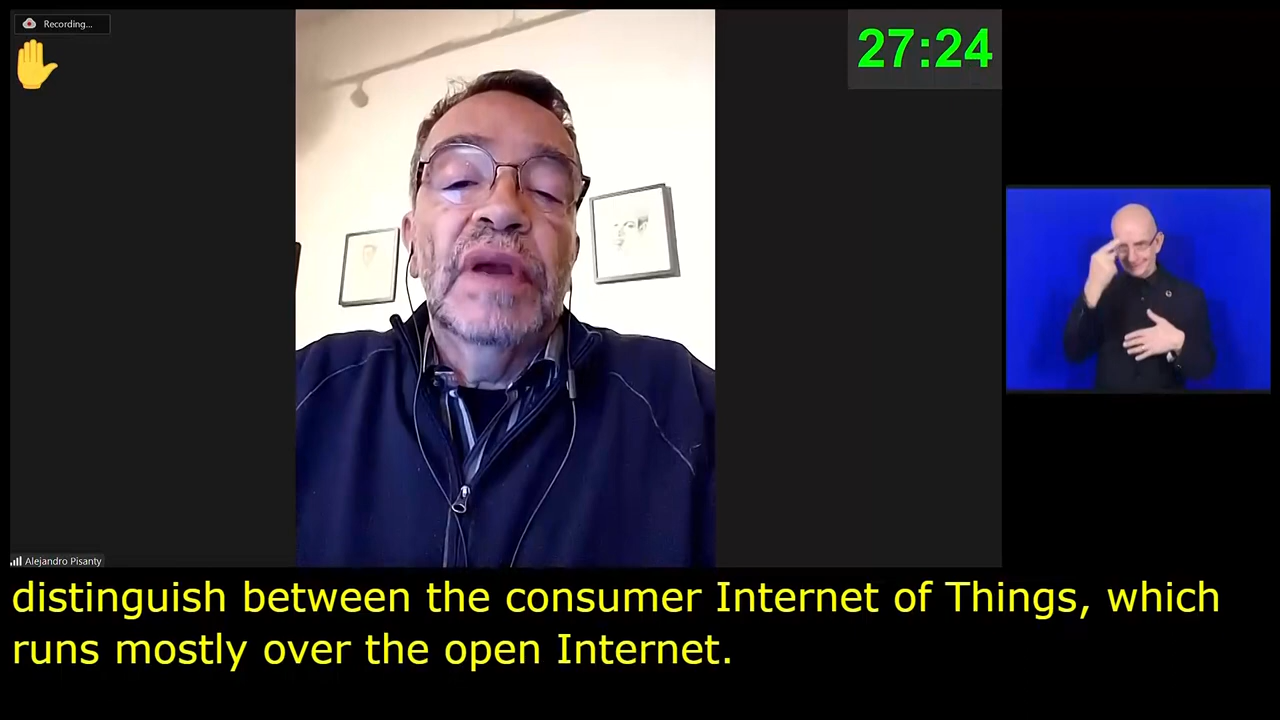 Recording...
27:24
Alejandro Pisanty
distinguish between the consumer Internet of Things, which
runs mostly over the open Internet.